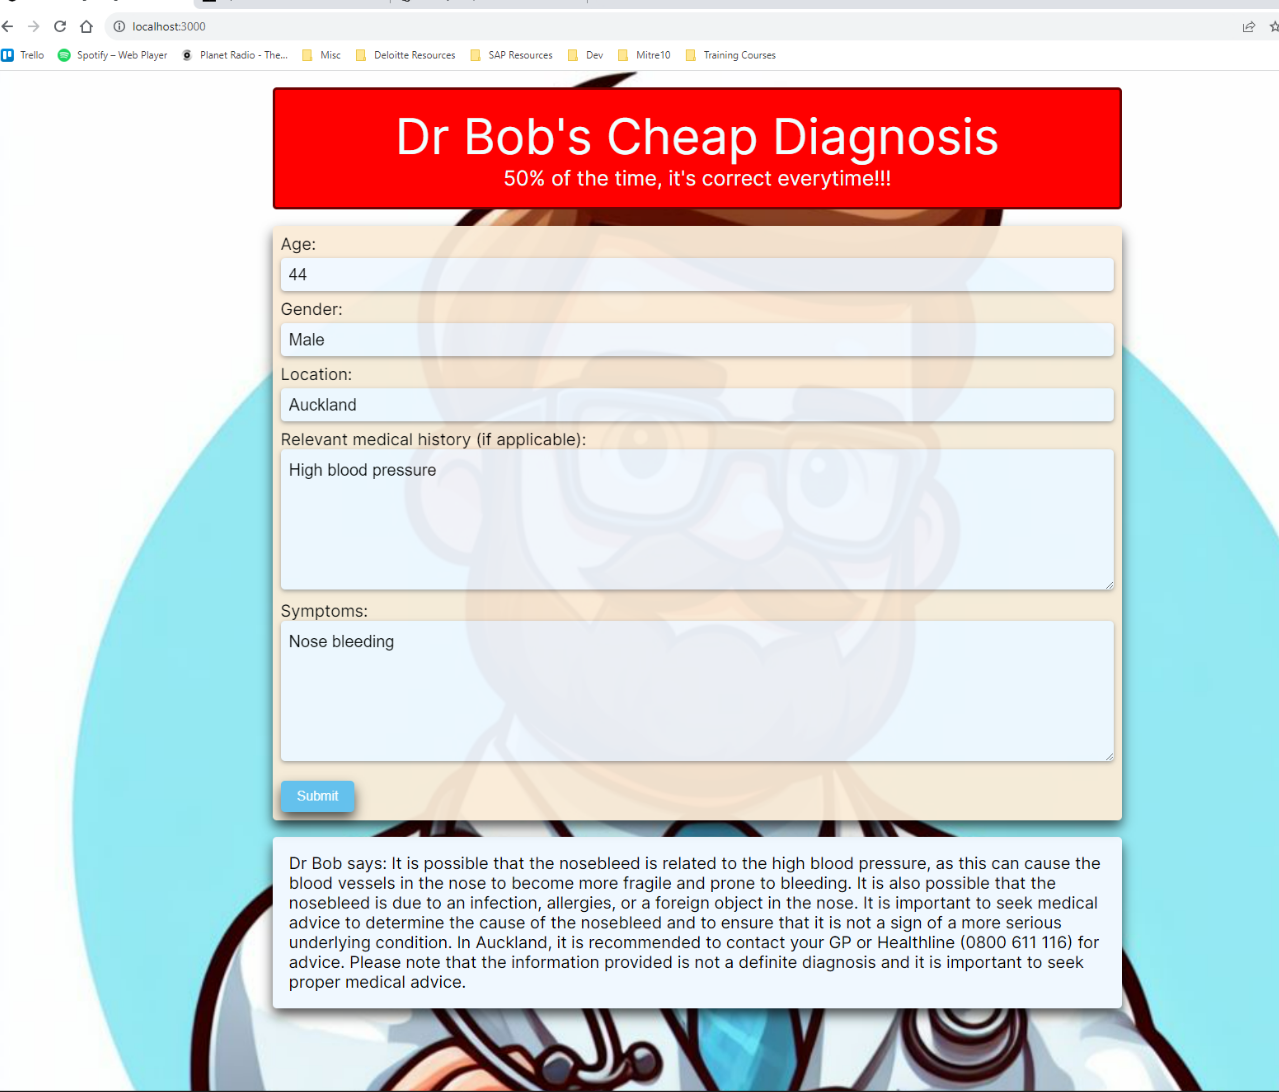 localhost:3000
Trello Spotify – Web Player Planet Radio - The... Misc Deloitte Resources SAP Resources Dev Mitre10 Training Courses
Dr Bob's Cheap Diagnosis
50% of the time, it's correct everytime!!!
Age:
44
Gender:
Male
Location:
Auckland
Relevant medical history (if applicable):
High blood pressure
Symptoms:
Nose bleeding
Submit
Dr Bob says: It is possible that the nosebleed is related to the high blood pressure, as this can cause the
blood vessels in the nose to become more fragile and prone to bleeding. It is also possible that the
nosebleed is due to an infection, allergies, or a foreign object in the nose. It is important to seek medical
advice to determine the cause of the nosebleed and to ensure that it is not a sign of a more serious
underlying condition. In Auckland, it is recommended to contact your GP or Healthline (0800 611 116) for
advice. Please note that the information provided is not a definite diagnosis and it is important to seek
proper medical advice.